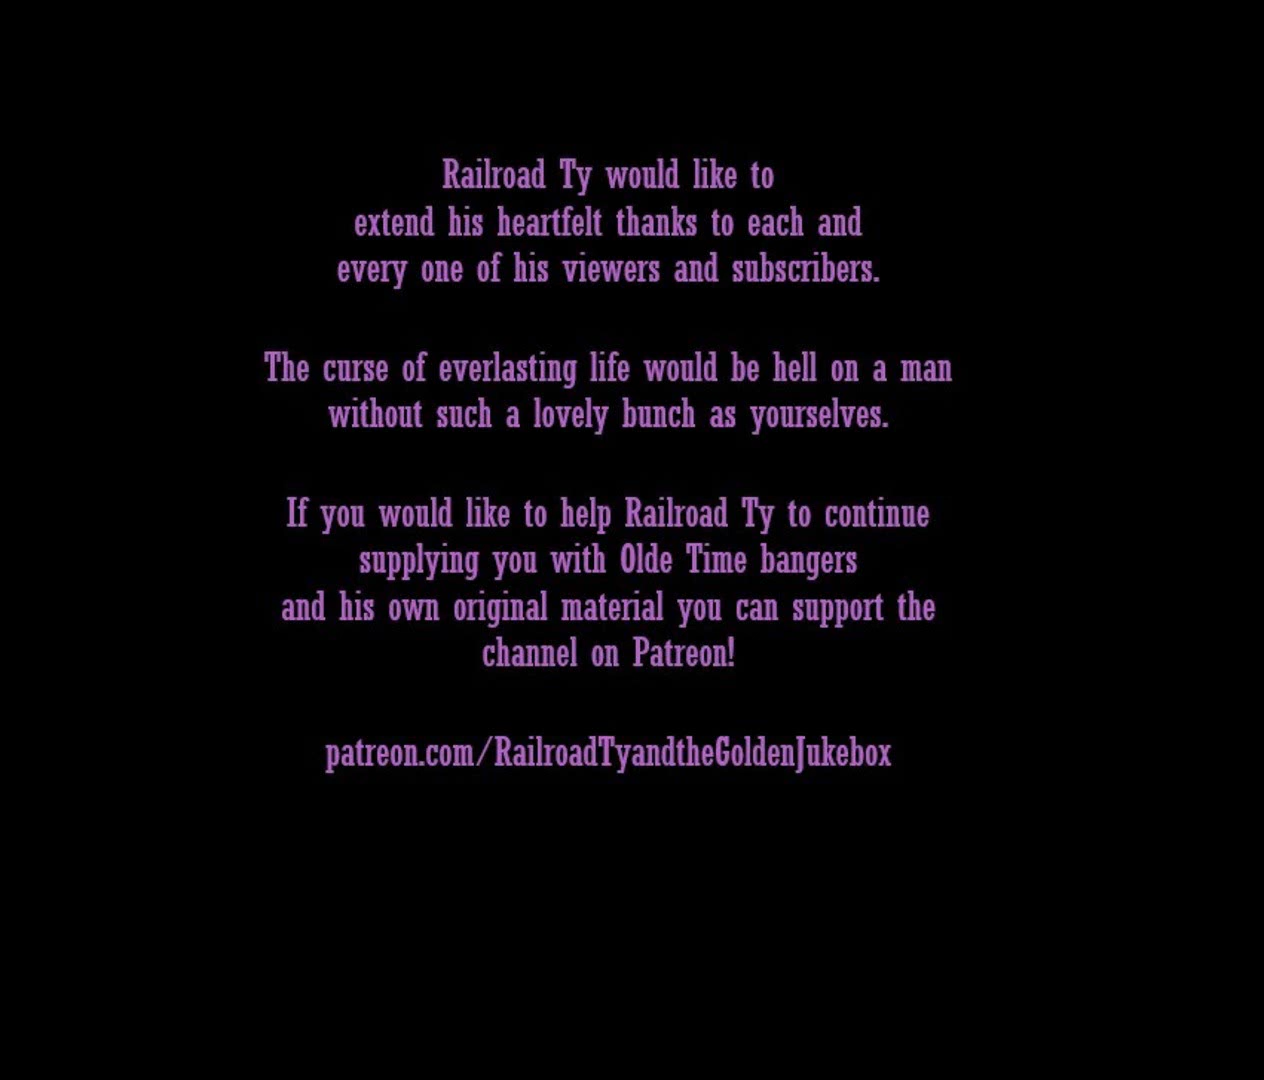 Railroad Ty would like to
extend his heartfelt thanks to each and
every one of his viewers and subscribers.
The curse of everlasting life would be hell on a man
without such a lovely bunch as yourselves.
If you would like to help Railroad Ty to continue
supplying you with Olde Time bangers
and his own original material you can support the
channel on Patreon!
patreon.com/RailroadTyandtheGoldenJukebox